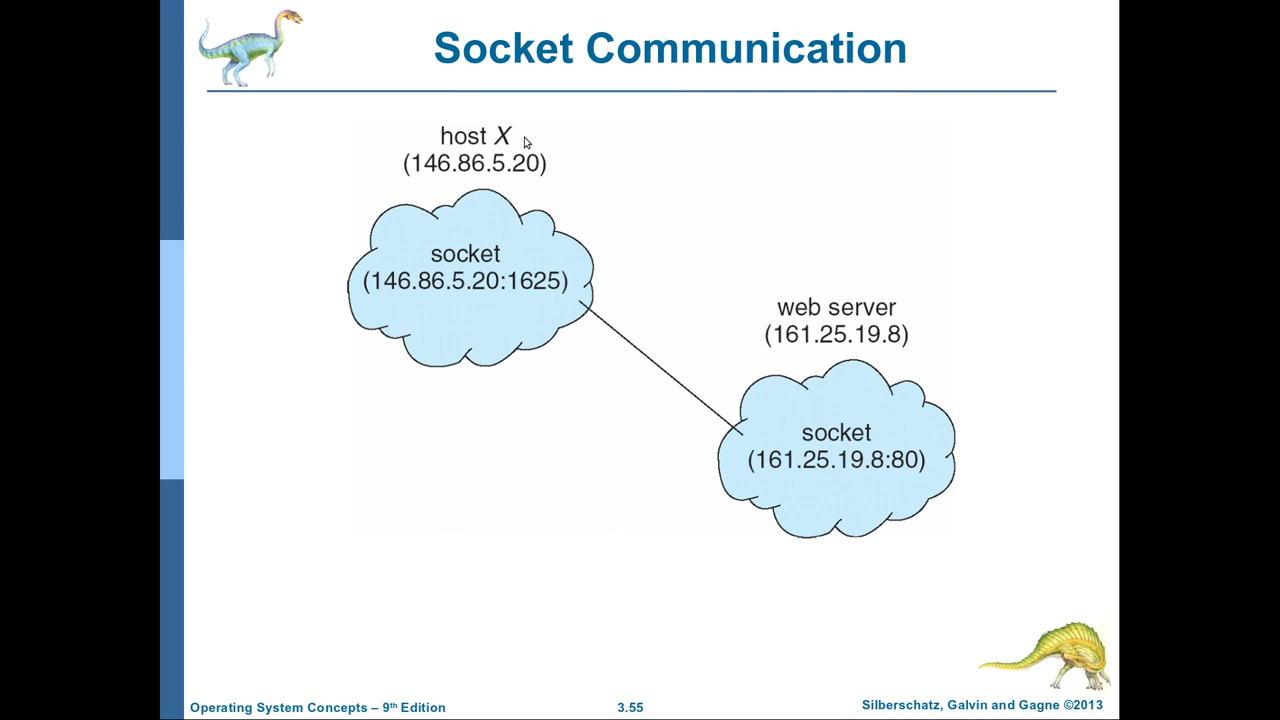 Socket Communication
host X
(146.86.5.20)
socket
(146.86.5.20:1625)
web server
(161.25.19.8)
socket
(161.25.19.8:80)
Operating System Concepts – 9th Edition
3.55
Silberschatz, Galvin and Gagne ©2013